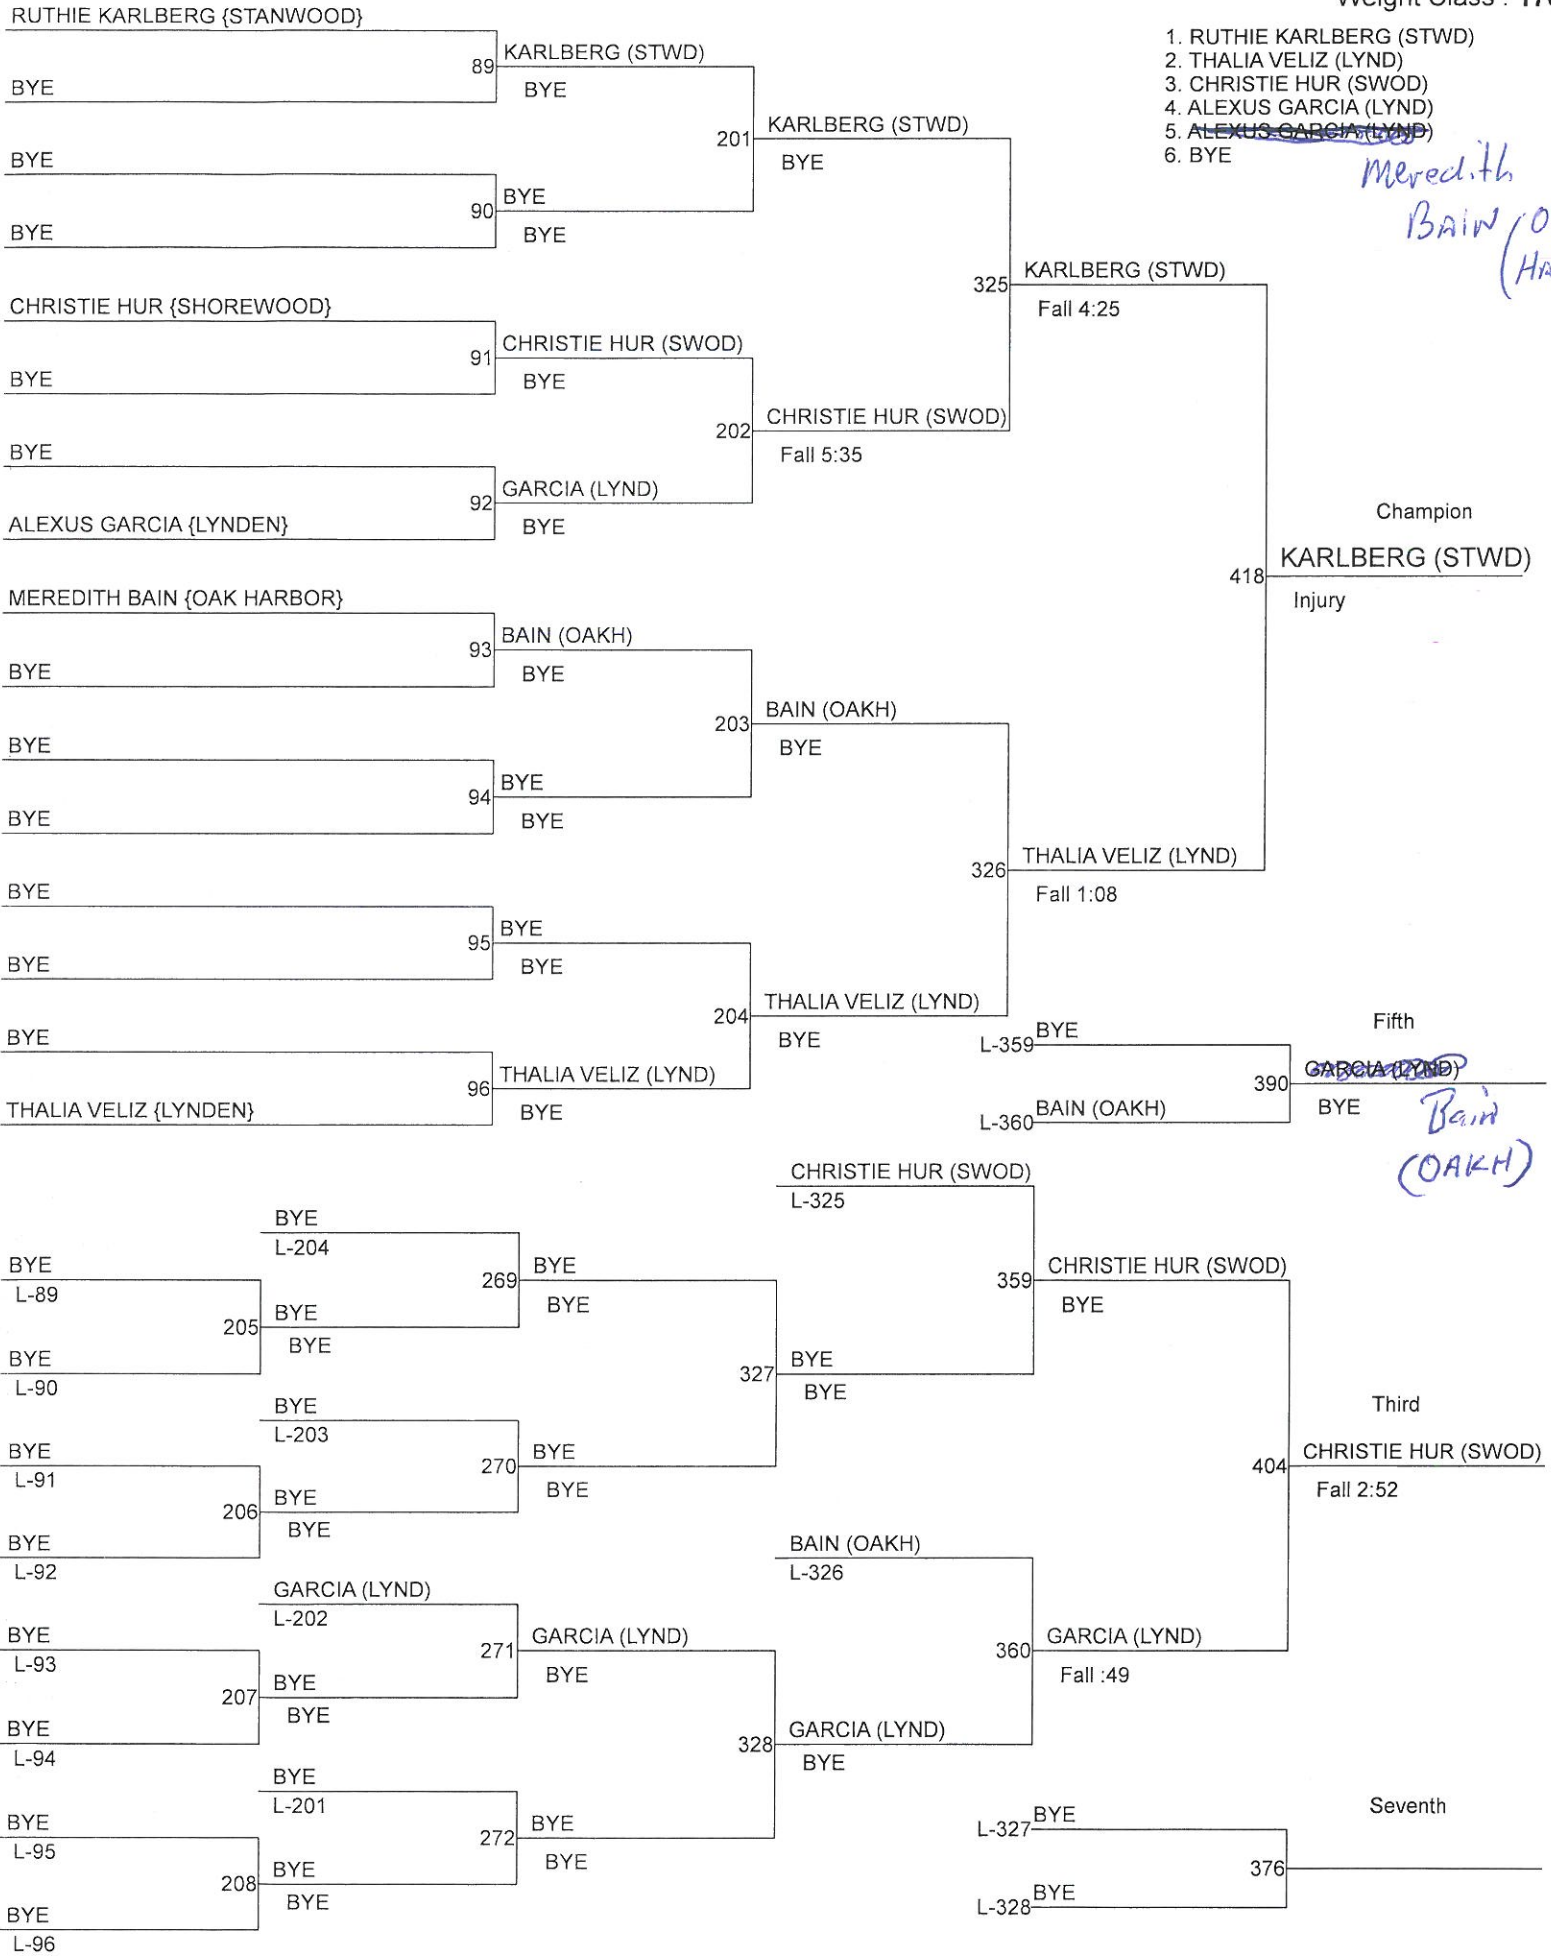 Weight Class :
1. RUTHIE KARLBERG (STWD)
2. THALIA VELIZ (LYND)
3. CHRISTIE HUR (SWOD)
4. ALEXUS GARCIA (LYND)
5. ALEXUS GARCIA (LYND)
6. BYE
Meredith
BAIN
RUTHIE KARLBERG {STANWOOD}
BYE
BYE
BYE
CHRISTIE HUR {SHOREWOOD}
BYE
BYE
ALEXUS GARCIA {LYNDEN}
MEREDITH BAIN {OAK HARBOR}
BYE
BYE
BYE
BYE
BYE
BYE
THALIA VELIZ {LYNDEN}
89 KARLBERG (STWD)
BYE
90 BYE
BYE
91 CHRISTIE HUR (SWOD)
BYE
92 GARCIA (LYND)
BYE
93 BAIN (OAKH)
BYE
94 BYE
BYE
95 BYE
BYE
96 THALIA VELIZ (LYND)
BYE
201 KARLBERG (STWD)
BYE
202 CHRISTIE HUR (SWOD)
Fall 5:35
203 BAIN (OAKH)
BYE
204 THALIA VELIZ (LYND)
BYE
325 KARLBERG (STWD)
Fall 4:25
326 THALIA VELIZ (LYND)
Fall 1:08
Champion
418 KARLBERG (STWD)
Injury
L-359 BYE
L-360 BAIN (OAKH)
Fifth
390 GARCIA (LYND)
BYE
Bain
(OAKH)
BYE
L-89
BYE
L-90
BYE
L-91
BYE
L-92
BYE
L-93
BYE
L-94
BYE
L-95
BYE
L-96
BYE
L-204
205 BYE
BYE
BYE
L-203
206 BYE
BYE
GARCIA (LYND)
L-202
207 BYE
BYE
BYE
L-201
208 BYE
BYE
269 BYE
BYE
270 BYE
BYE
271 GARCIA (LYND)
BYE
272 BYE
BYE
CHRISTIE HUR (SWOD)
L-325
327 BYE
BYE
BAIN (OAKH)
L-326
328 GARCIA (LYND)
BYE
359 CHRISTIE HUR (SWOD)
BYE
360 GARCIA (LYND)
Fall :49
Third
404 CHRISTIE HUR (SWOD)
Fall 2:52
L-327 BYE
L-328 BYE
Seventh
376